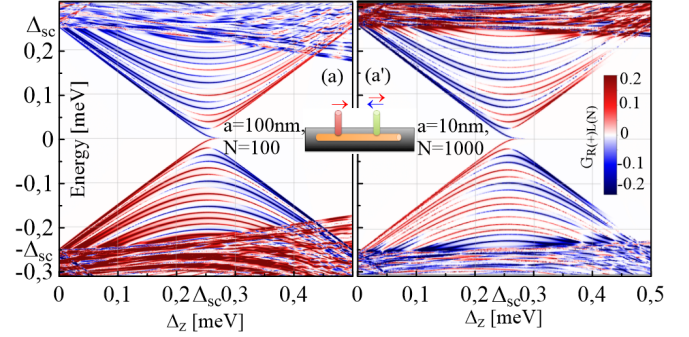 Δsc
0,2
0,1
0
-0,1
-0,2
-Δsc
-0,3
Energy [meV]
(a)
(a')
a=100nm,
N=100
a=10nm,
N=1000
0.2
0.1
0
-0.1
-0.2
G_R(+)L(N)
0 0,1 0,2 Δsc 0,3 0,4
0 0,1 0,2 Δsc 0,3 0,4 0,5
ΔZ [meV]
ΔZ [meV]